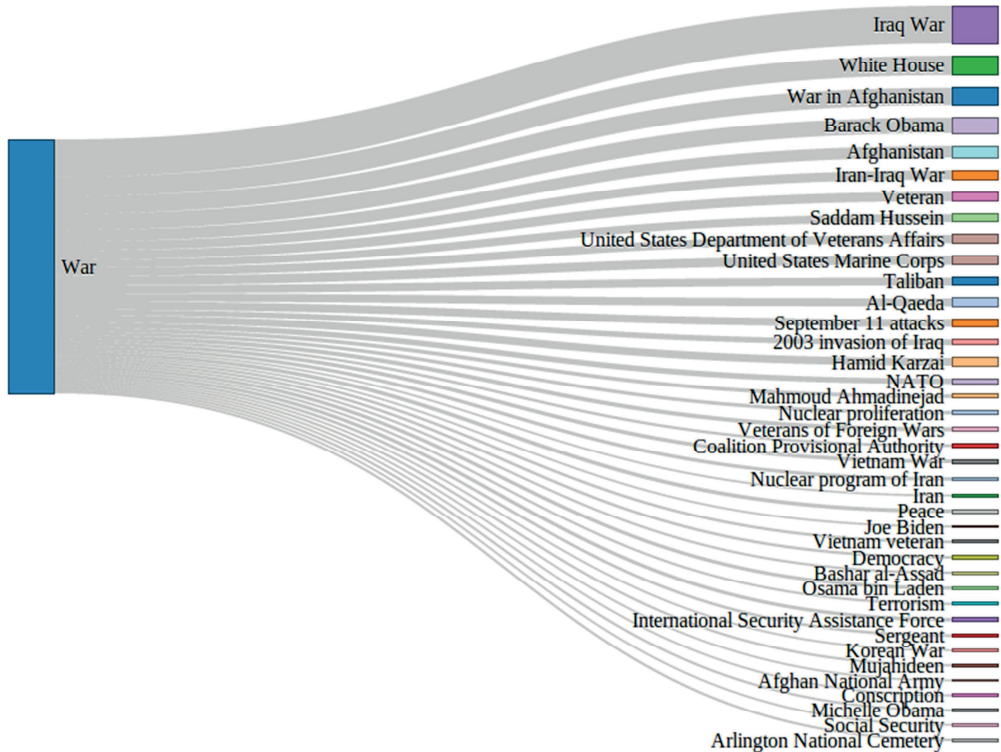 Iraq War
White House
War in Afghanistan
Barack Obama
Afghanistan
Iran-Iraq War
Veteran
Saddam Hussein
United States Department of Veterans Affairs
United States Marine Corps
War
Taliban
Al-Qaeda
September 11 attacks
2003 invasion of Iraq
Hamid Karzai
NATO
Mahmoud Ahmadinejad
Nuclear proliferation
Veterans of Foreign Wars
Coalition Provisional Authority
Vietnam War
Nuclear program of Iran
Iran
Peace
Joe Biden
Vietnam veteran
Democracy
Bashar al-Assad
Osama bin Laden
Terrorism
International Security Assistance Force
Sergeant
Korean War
Mujahideen
Afghan National Army
Conscription
Michelle Obama
Social Security
Arlington National Cemetery